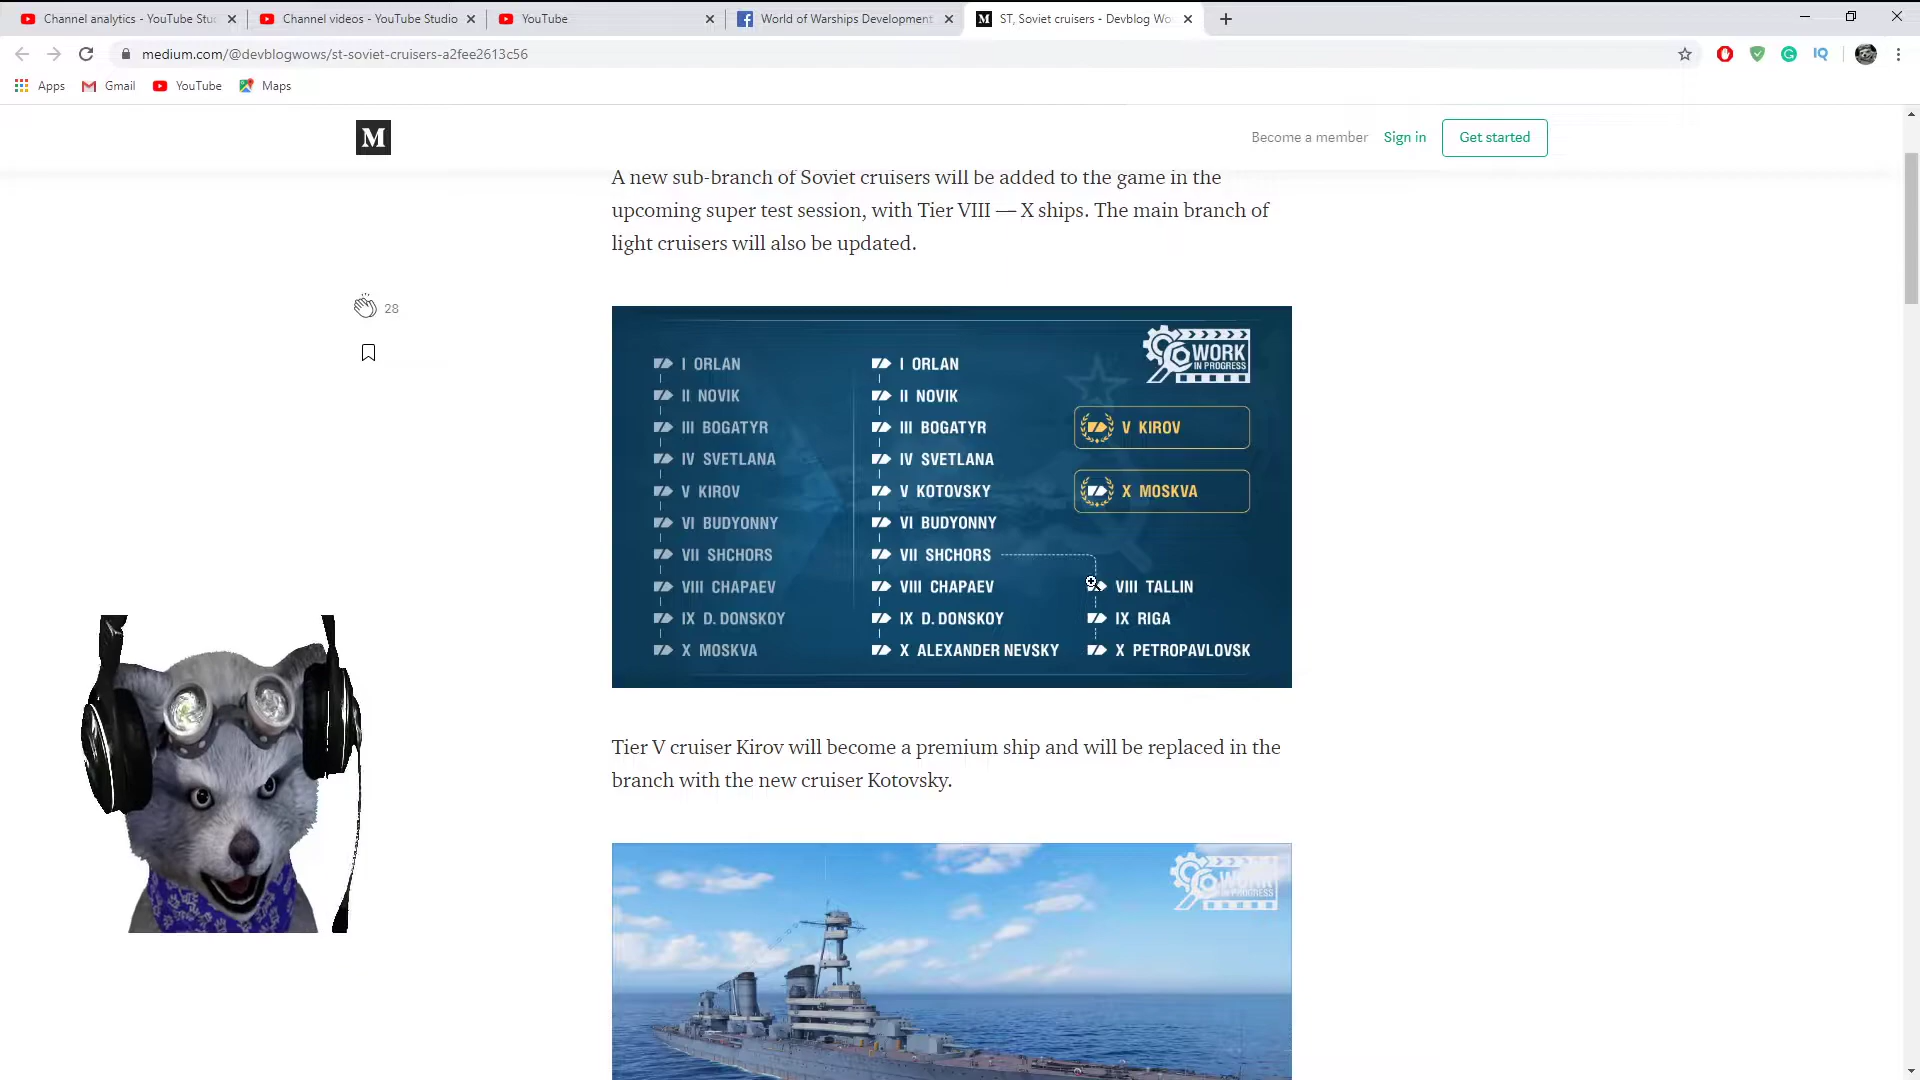 Channel analytics - YouTube Stu
Channel videos - YouTube Studio
YouTube
World of Warships Development
ST, Soviet cruisers - Devblog Wo
medium.com/@devblogwows/st-soviet-cruisers-a2fee2613c56
IQ
Apps
Gmail
YouTube
Maps
M
Become a member
Sign in
Get started
A new sub-branch of Soviet cruisers will be added to the game in the
upcoming super test session, with Tier VIII — X ships. The main branch of
light cruisers will also be updated.
28
WORK
IN PROGRESS
I ORLAN
II NOVIK
III BOGATYR
IV SVETLANA
V KIROV
VI BUDYONNY
VII SHCHORS
VIII CHAPAEV
IX D. DONSKOY
X MOSKVA
I ORLAN
II NOVIK
III BOGATYR
IV SVETLANA
V KOTOVSKY
VI BUDYONNY
VII SHCHORS
VIII CHAPAEV
IX D. DONSKOY
X ALEXANDER NEVSKY
V KIROV
X MOSKVA
VIII TALLIN
IX RIGA
X PETROPAVLOVSK
Tier V cruiser Kirov will become a premium ship and will be replaced in the
branch with the new cruiser Kotovsky.
WORK
IN PROGRESS